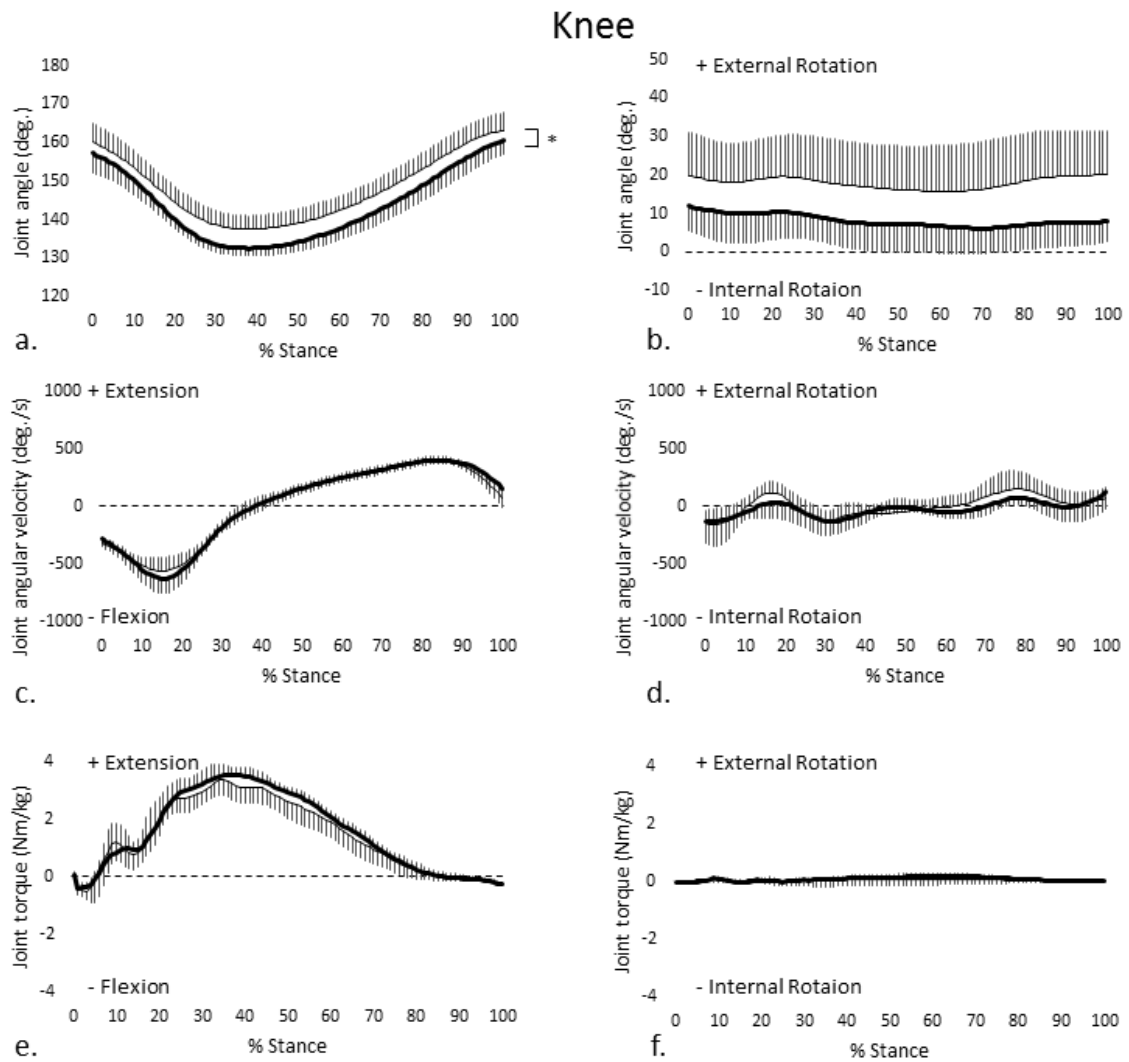 Knee
Joint angle (deg.)
180
170
160
150
140
130
120
*
0 10 20 30 40 50 60 70 80 90 100
% Stance
a.
Joint angle (deg.)
50
40
30
20
10
0
-10
+ External Rotation
- Internal Rotaion
0 10 20 30 40 50 60 70 80 90 100
% Stance
b.
Joint angular velocity (deg./s)
1000
500
0
-500
-1000
+ Extension
- Flexion
0 10 20 30 40 50 60 70 80 90 100
% Stance
c.
Joint angular velocity (deg./s)
1000
500
0
-500
-1000
+ External Rotation
- Internal Rotaion
0 10 20 30 40 50 60 70 80 90 100
% Stance
d.
Joint torque (Nm/kg)
4
2
0
-2
-4
+ Extension
- Flexion
0 10 20 30 40 50 60 70 80 90 100
% Stance
e.
Joint torque (Nm/kg)
4
2
0
-2
-4
+ External Rotation
- Internal Rotaion
0 10 20 30 40 50 60 70 80 90 100
% Stance
f.